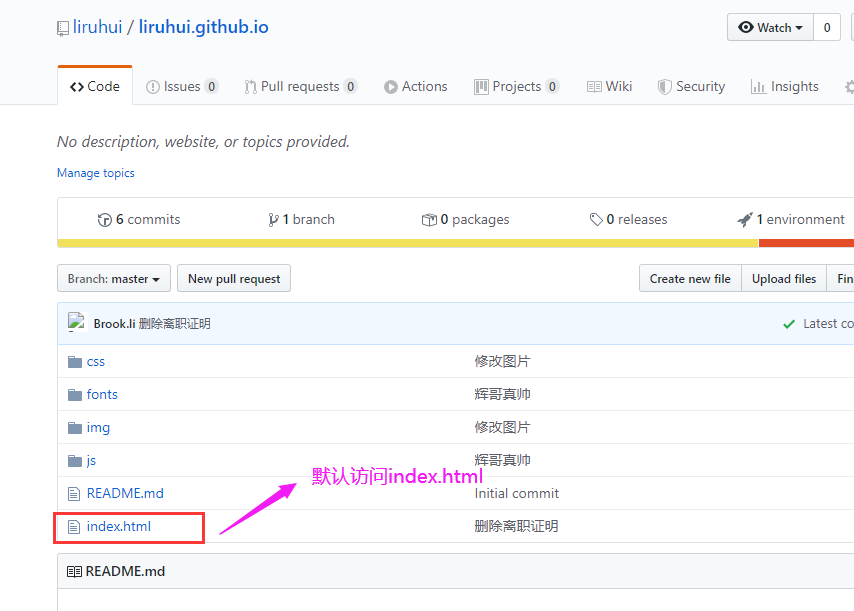 liruhui / liruhui.github.io
Watch 0
Code Issues 0 Pull requests 0 Actions Projects 0 Wiki Security Insights
No description, website, or topics provided.
Manage topics
6 commits 1 branch 0 packages 0 releases 1 environment
Branch: master New pull request Create new file Upload files Fin
Brook.li 删除离职证明 Latest co
css 修改图片
fonts 辉哥真帅
img 修改图片
js 辉哥真帅
默认访问index.html
README.md Initial commit
index.html 删除离职证明
README.md